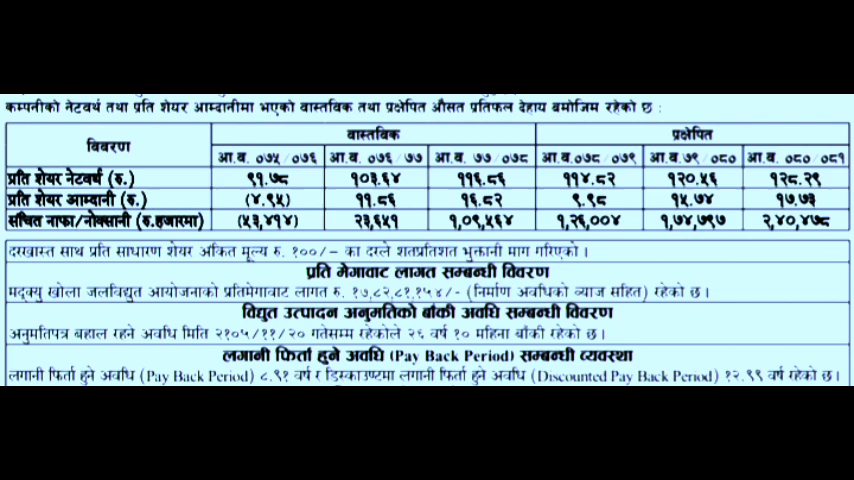 कम्पनीको नेटवर्थ तथा प्रति शेयर आम्दानीमा भएको वास्तविक तथा प्रक्षेपित औसत प्रतिफल देहाय बमोजिम रहेको छ :
विवरण वास्तविक प्रक्षेपित
आ.व. ०७५/०७६ आ.व. ०७६/७७ आ.व. ७७/०७८ आ.व.०७८/०७९ आ.व.७९/०८० आ.व. ०८०/०८१
प्रति शेयर नेटवर्थ (रु.) ९१.७८ १०३.६४ ११६.८६ ११४.८२ १२०.५६ १२८.२९
प्रति शेयर आम्दानी (रु.) (४.९५) ११.८६ १६.८२ ९.९८ १५.७४ १७.७३
संचित नाफा/नोक्सानी (रु.हजारमा) (५३,४१४) २३,६५१ १,०९,५६४ १,२६,००४ १,७४,७९७ २,४०,४७८
दरखास्त साथ प्रति साधारण शेयर अंकित मूल्य रु. १००/- का दरले शतप्रतिशत भुक्तानी माग गरिएको ।
प्रति मेगावाट लागत सम्बन्धी विवरण
मद्क्यु खोला जलविद्युत आयोजनाको प्रतिमेगावाट लागत रु. १७,८२,८१,१५४/- (निर्माण अवधिको व्याज सहित) रहेको छ ।
विद्युत उत्पादन अनुमतिको बाँकी अवधि सम्बन्धी विवरण
अनुमतिपत्र बहाल रहने अवधि मिति २१०५/११/२० गतेसम्म रहेकोले २६ वर्ष १० महिना बाँकी रहेको छ ।
लगानी फिर्ता हुने अवधि (Pay Back Period) सम्बन्धी व्यवस्था
लगानी फिर्ता हुने अवधि (Pay Back Period) ८.९१ वर्ष र डिस्काउण्टमा लगानी फिर्ता हुने अवधि (Discounted Pay Back Period) १२.९९ वर्ष रहेको छ ।